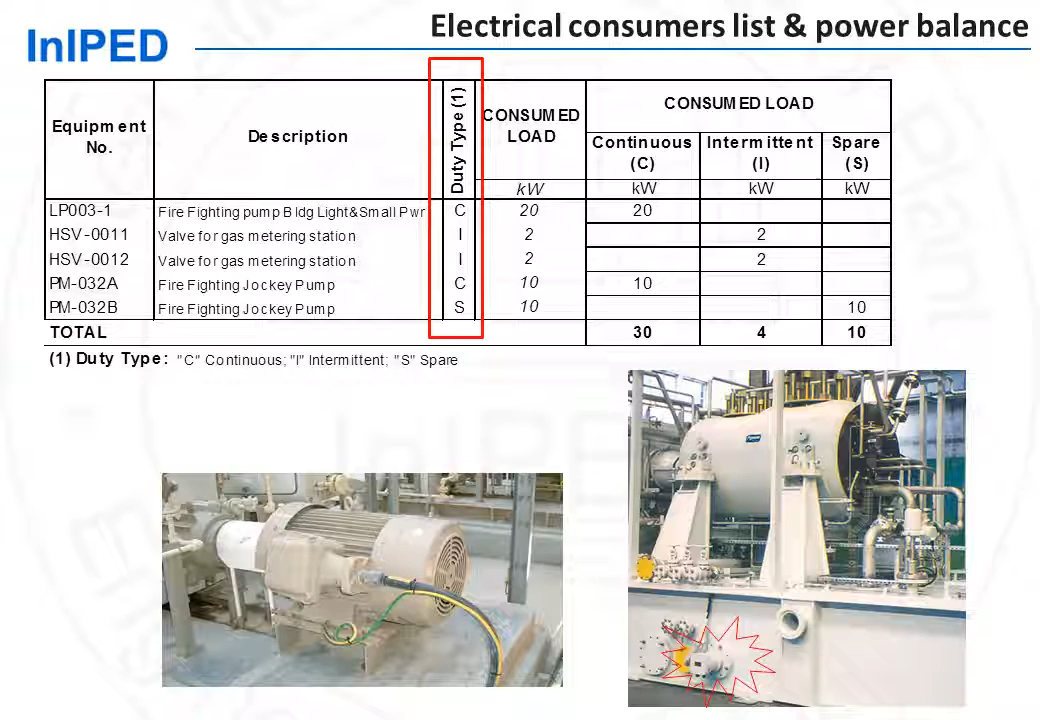 Electrical consumers list & power balance
InIPED
Equipment No.
Description
Duty Type (1)
CONSUMED LOAD
CONSUMED LOAD
Continuous (C)
Intermittent (I)
Spare (S)
kW kW kW kW
LP003-1 Fire Fighting pump Bldg Light&Small Pwr C 20 20
HSV-0011 Valve for gas metering station I 2 2
HSV-0012 Valve for gas metering station I 2 2
PM-032A Fire Fighting Jockey Pump C 10 10
PM-032B Fire Fighting Jockey Pump S 10 10
TOTAL 30 4 10
(1) Duty Type: "C" Continuous; "I" Intermittent; "S" Spare